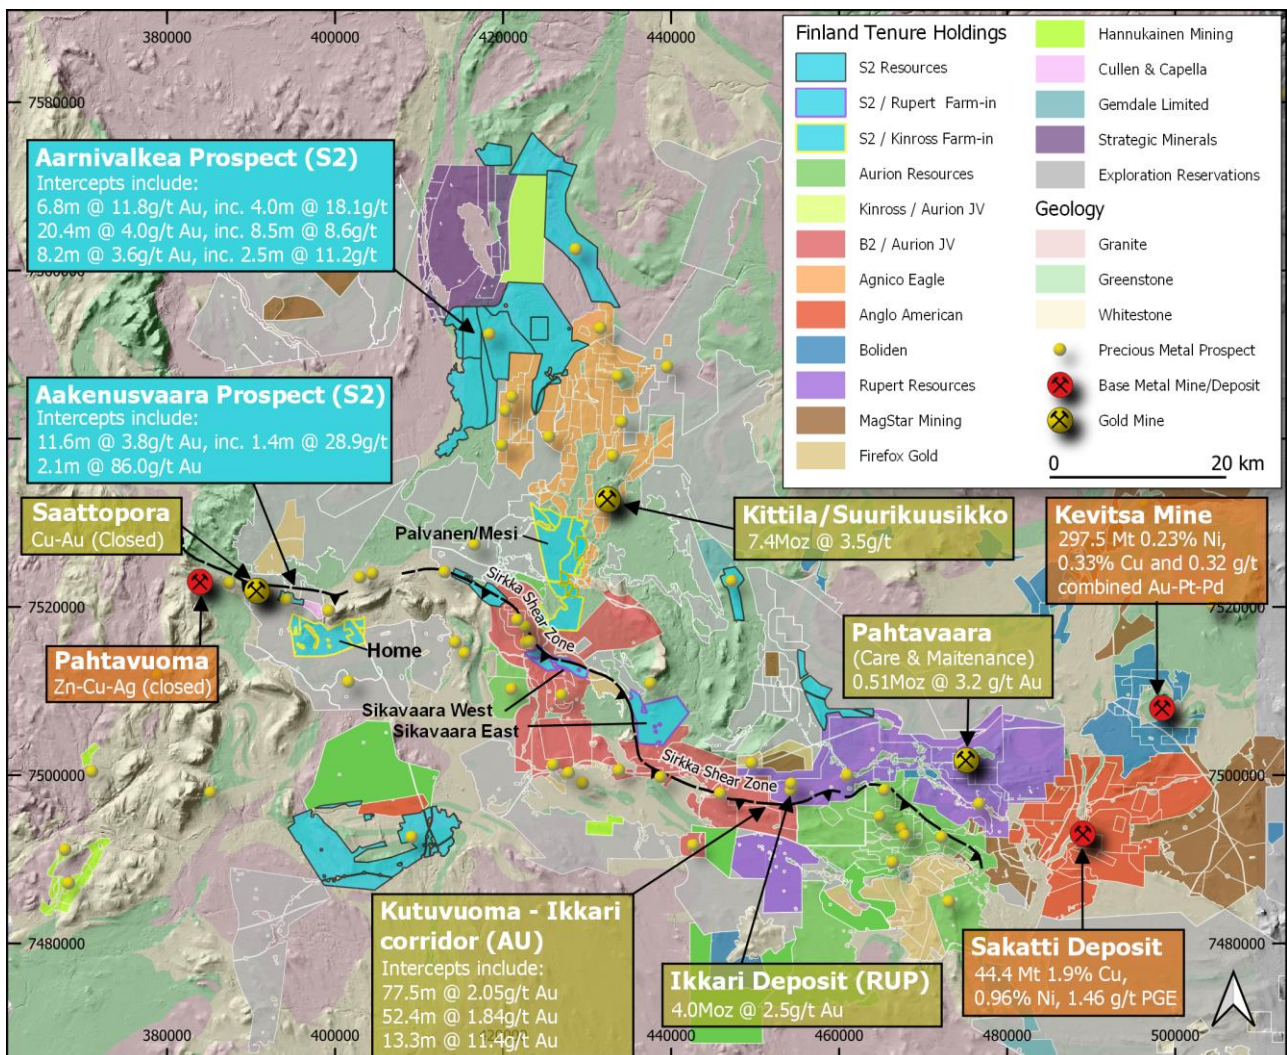 380000
400000
420000
440000
7580000
7560000
7520000
7500000
7480000
Finland Tenure Holdings
S2 Resources
S2 / Rupert Farm-in
S2 / Kinross Farm-in
Aurion Resources
Kinross / Aurion JV
B2 / Aurion JV
Agnico Eagle
Anglo American
Boliden
Rupert Resources
MagStar Mining
Firefox Gold
Hannukainen Mining
Cullen & Capella
Gemdale Limited
Strategic Minerals
Exploration Reservations
Geology
Granite
Greenstone
Whitestone
Precious Metal Prospect
Base Metal Mine/Deposit
Gold Mine
0 20 km
Aarnivalkea Prospect (S2)
Intercepts include:
6.8m @ 11.8g/t Au, inc. 4.0m @ 18.1g/t
20.4m @ 4.0g/t Au, inc. 8.5m @ 8.6g/t
8.2m @ 3.6g/t Au, inc. 2.5m @ 11.2g/t
Aakenusvaara Prospect (S2)
Intercepts include:
11.6m @ 3.8g/t Au, inc. 1.4m @ 28.9g/t
2.1m @ 86.0g/t Au
Saattopora
Cu-Au (Closed)
Palvanen/Mesi
Kittila/Suurikuusikko
7.4Moz @ 3.5g/t
Kevitsa Mine
297.5 Mt 0.23% Ni,
0.33% Cu and 0.32 g/t
combined Au-Pt-Pd
Sirkka Shear Zone
7520000
Pahtavuoma
Zn-Cu-Ag (closed)
Home
Pahtavaara
(Care & Maitenance)
0.51Moz @ 3.2 g/t Au
Sikavaara West
Sikavaara East
Sirkka Shear Zone
7500000
Kutuvuoma - Ikkari
corridor (AU)
Intercepts include:
77.5m @ 2.05g/t Au
52.4m @ 1.84g/t Au
13.3m @ 11.4g/t Au
Ikkari Deposit (RUP)
4.0Moz @ 2.5g/t Au
Sakatti Deposit
44.4 Mt 1.9% Cu,
0.96% Ni, 1.46 g/t PGE
7480000
380000
400000
420000
440000
460000
480000
500000